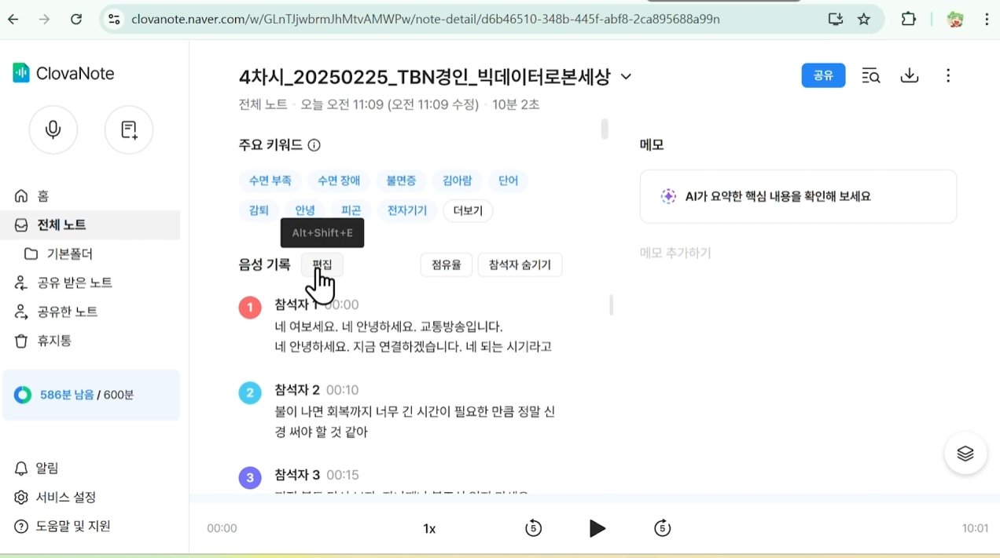 clovanote.naver.com/w/GLnTJjwbrmJhMtvAMWPw/note-detail/d6b46510-348b-445f-abf8-2ca895688a99n
ClovaNote
홈
전체 노트
기본폴더
공유 받은 노트
공유한 노트
휴지통
586분 남음 / 600분
알림
서비스 설정
도움말 및 지원
4차시_20250225_TBN경인_빅데이터로본세상
공유
전체 노트 · 오늘 오전 11:09 (오전 11:09 수정) · 10분 2초
주요 키워드
수면 부족 수면 장애 불면증 김아람 단어
감퇴 안녕 피곤 전자기기 더보기
Alt+Shift+E
음성 기록 편집 점유율 참석자 숨기기
1 참석자 1 00:00
네 여보세요. 네 안녕하세요. 교통방송입니다.
네 안녕하세요. 지금 연결하겠습니다. 네 되는 시기라고
2 참석자 2 00:10
불이 나면 회복까지 너무 긴 시간이 필요한 만큼 정말 신
경 써야 할 것 같아
3 참석자 3 00:15
메모
AI가 요약한 핵심 내용을 확인해 보세요
메모 추가하기
00:00 1x 5 5 10:01